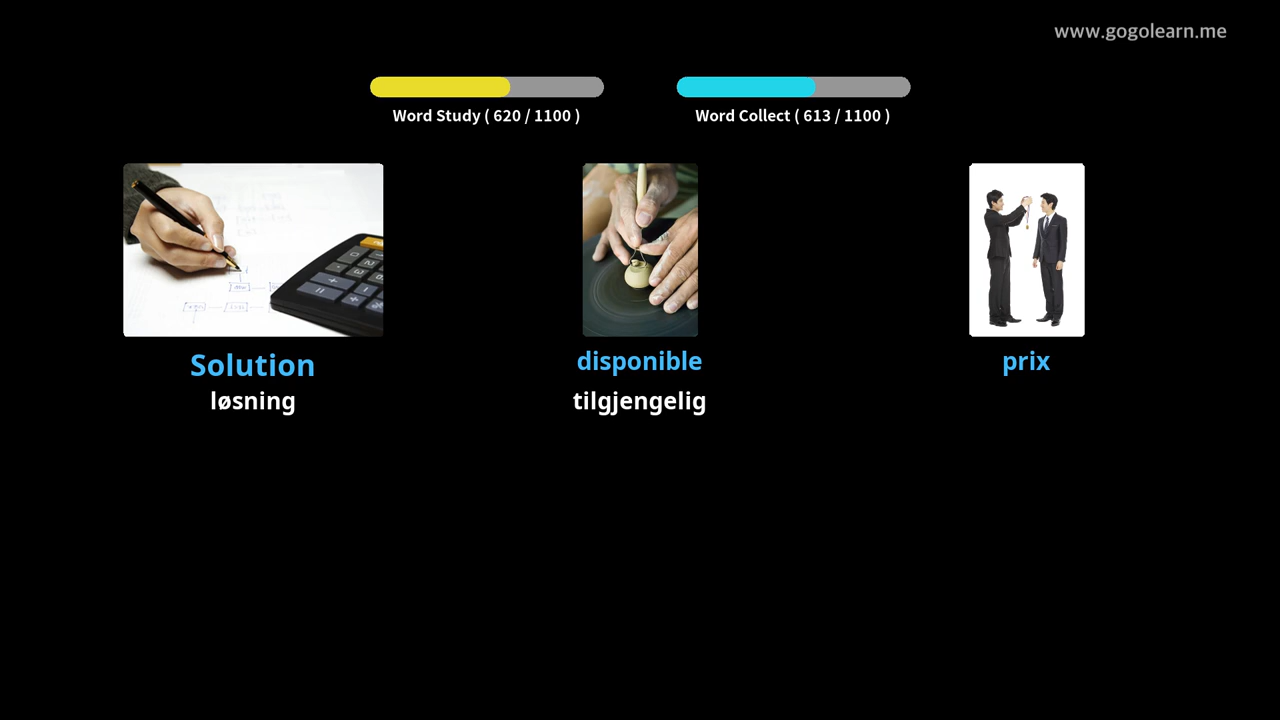 www.gogolearn.me
Word Study ( 620 / 1100 )
Word Collect ( 613 / 1100 )
Solution
løsning
disponible
tilgjengelig
prix